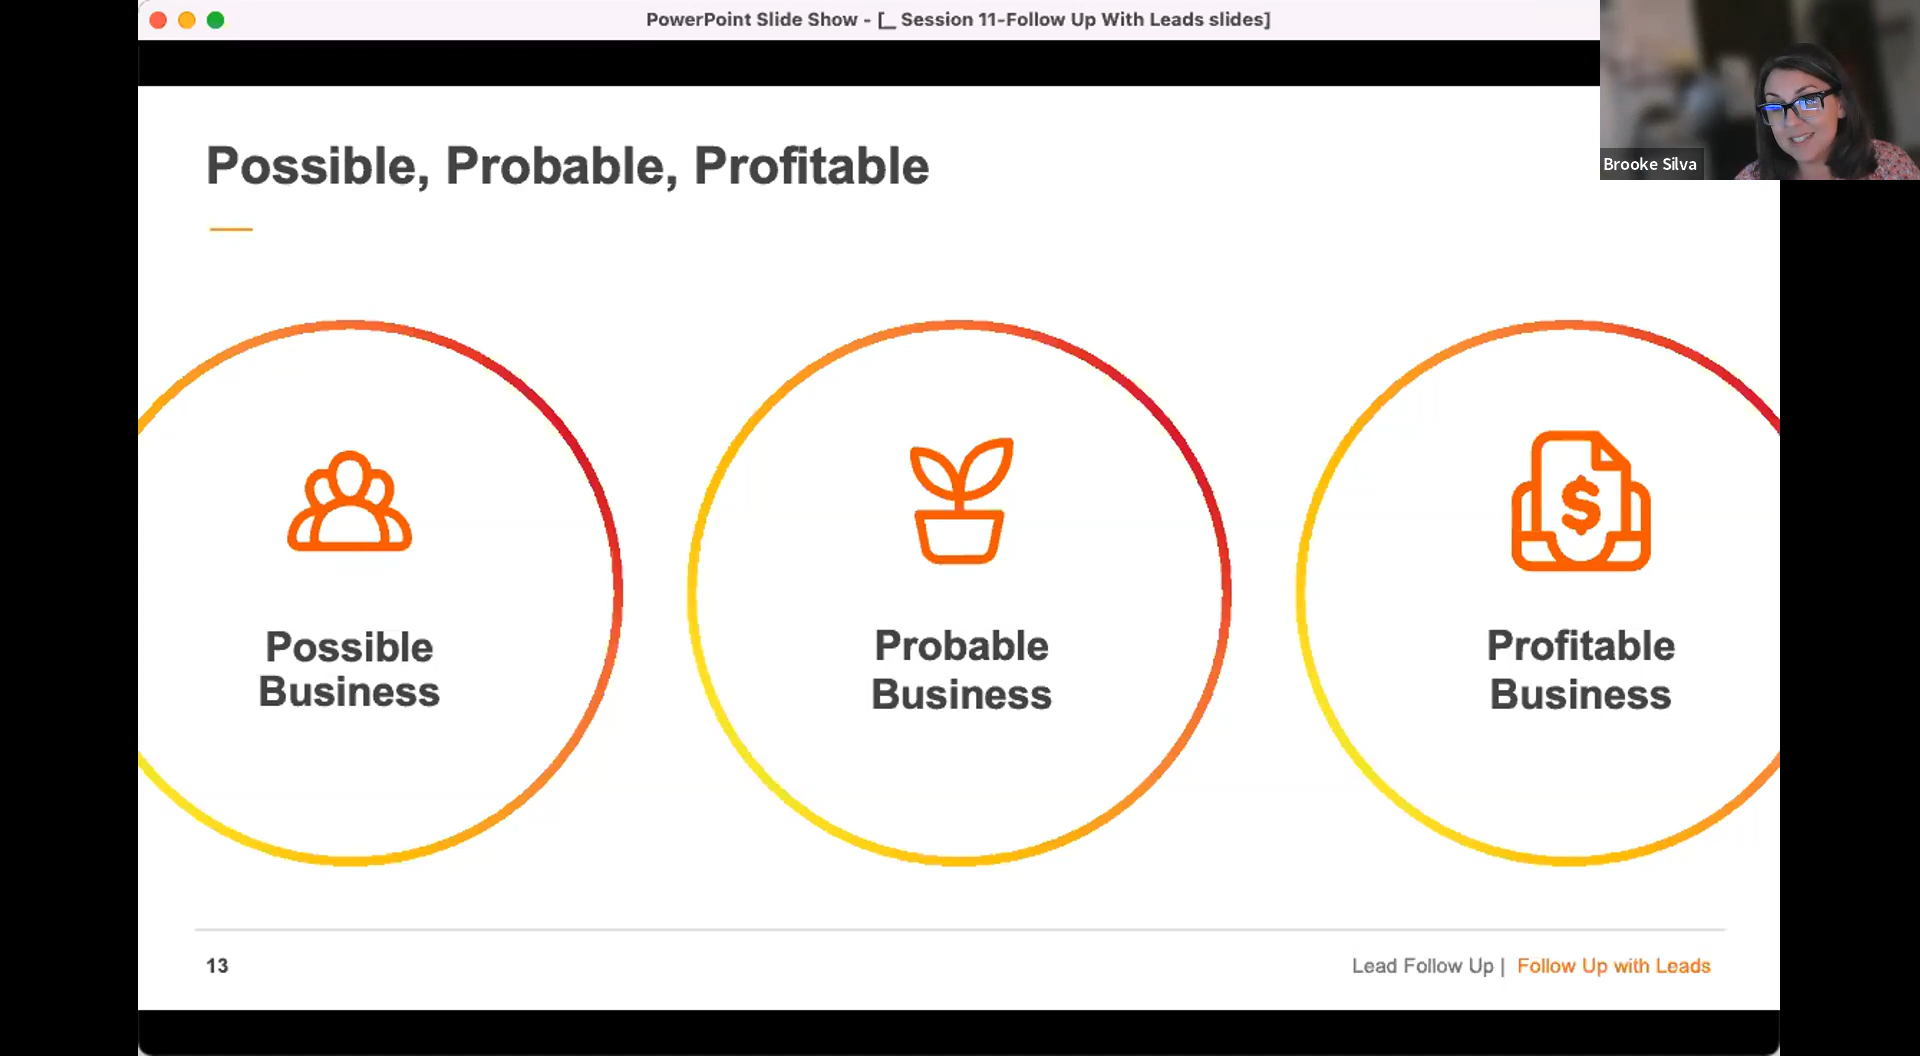 PowerPoint Slide Show - [_ Session 11-Follow Up With Leads slides]
Brooke Silva
Possible, Probable, Profitable
Possible
Business
Probable
Business
Profitable
Business
$
13
Lead Follow Up | Follow Up with Leads